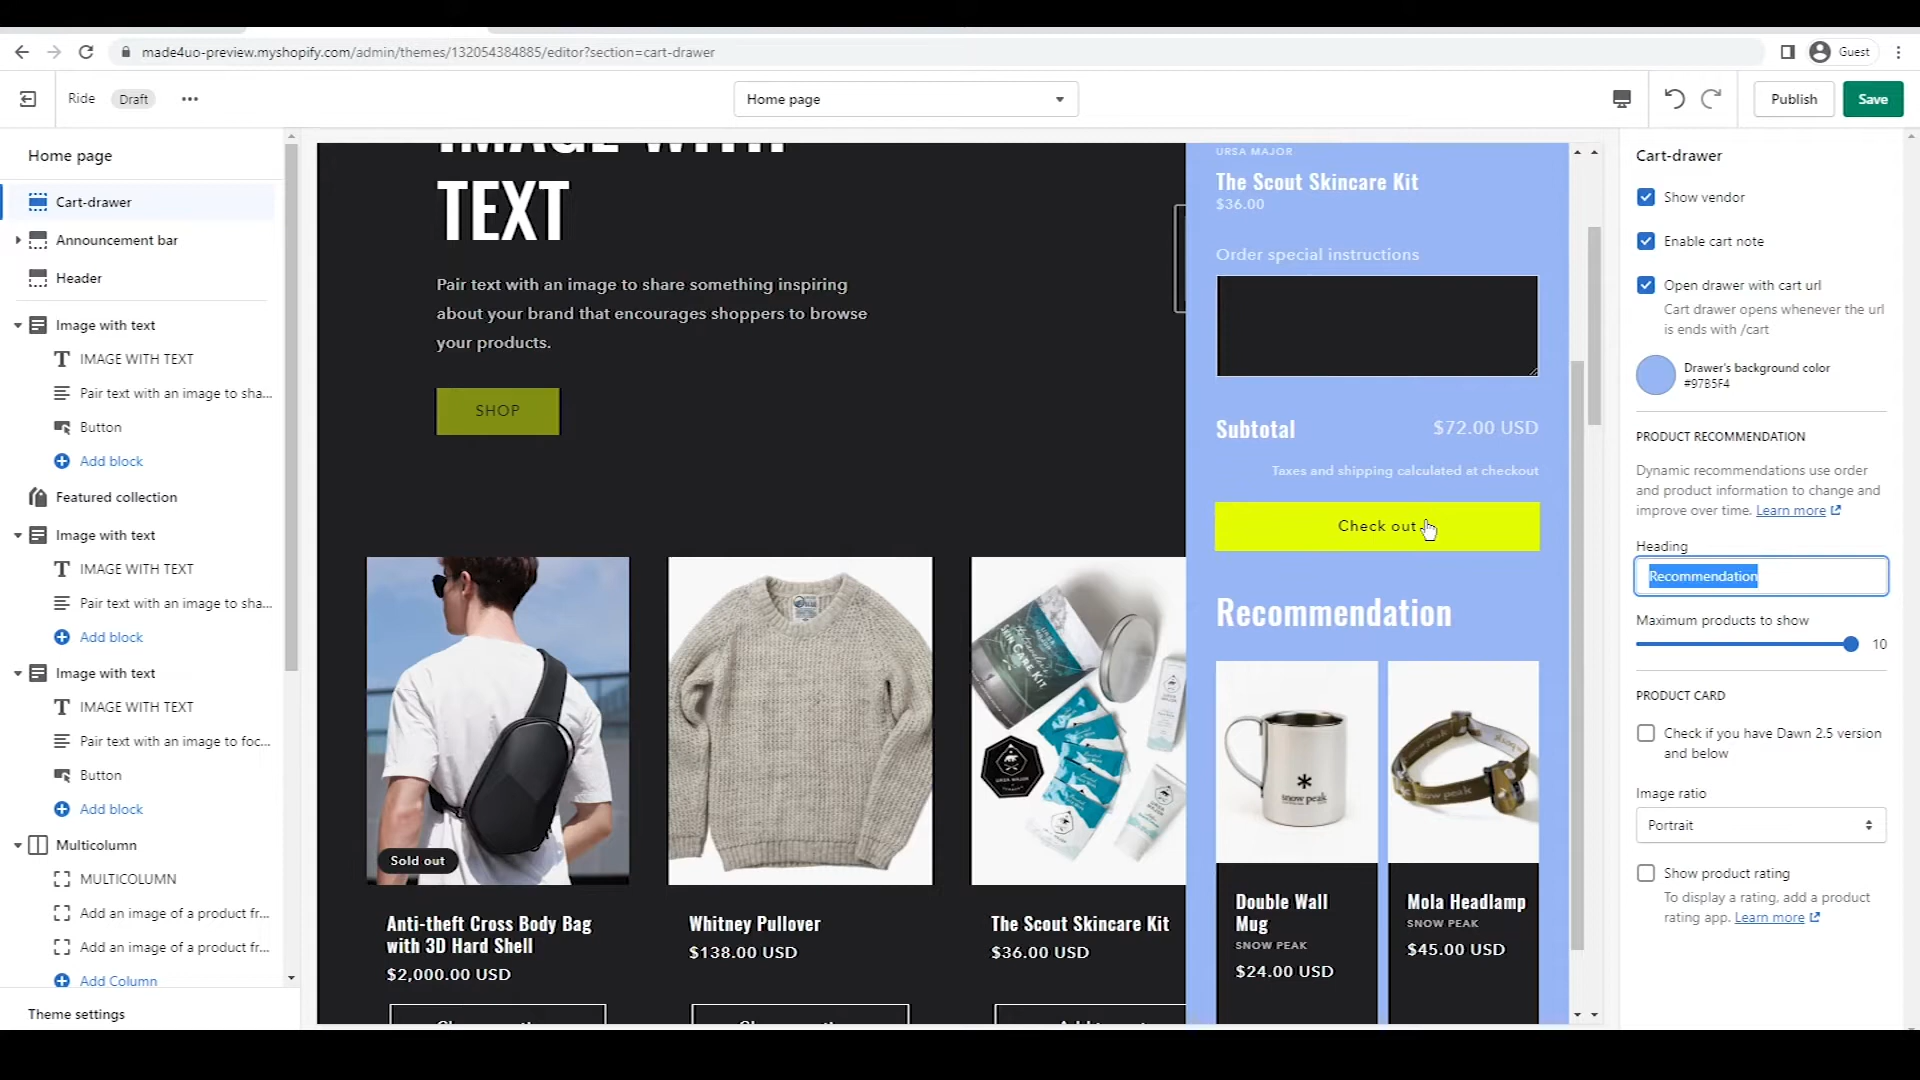 made4uo-preview.myshopify.com/admin/themes/132054384885/editor?section=cart-drawer
Guest
Ride
Draft
Home page
Publish
Save
Home page
Cart-drawer
Announcement bar
Header
Image with text
IMAGE WITH TEXT
Pair text with an image to sha...
Button
Add block
Featured collection
Image with text
IMAGE WITH TEXT
Pair text with an image to sha...
Add block
Image with text
IMAGE WITH TEXT
Pair text with an image to foc...
Button
Add block
Multicolumn
MULTICOLUMN
Add an image of a product fr...
Add an image of a product fr...
Add Column
Theme settings
IMAGE WITH
TEXT
Pair text with an image to share something inspiring
about your brand that encourages shoppers to browse
your products.
SHOP
Sold out
Anti-theft Cross Body Bag
with 3D Hard Shell
$2,000.00 USD
Whitney Pullover
$138.00 USD
The Scout Skincare Kit
$36.00 USD
URSA MAJOR
The Scout Skincare Kit
$36.00
Order special instructions
Subtotal
$72.00 USD
Taxes and shipping calculated at checkout
Check out
Recommendation
snow peak
Double Wall
Mug
SNOW PEAK
$24.00 USD
Mola Headlamp
SNOW PEAK
$45.00 USD
Cart-drawer
Show vendor
Enable cart note
Open drawer with cart url
Cart drawer opens whenever the url
is ends with /cart
Drawer's background color
#97B5F4
PRODUCT RECOMMENDATION
Dynamic recommendations use order
and product information to change and
improve over time. Learn more
Heading
Recommendation
Maximum products to show
10
PRODUCT CARD
Check if you have Dawn 2.5 version
and below
Image ratio
Portrait
Show product rating
To display a rating, add a product
rating app. Learn more